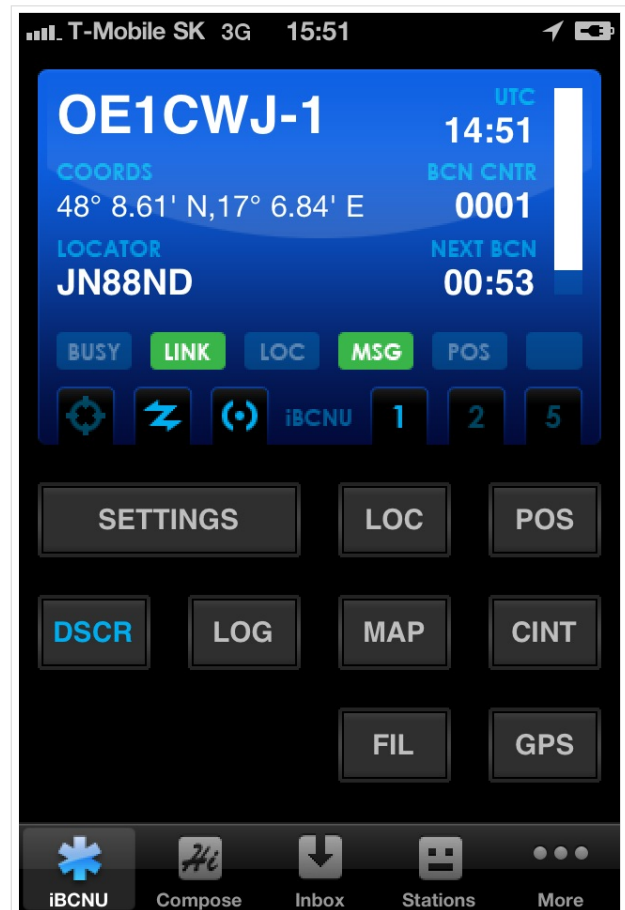 T-Mobile SK 3G 15:51
OE1CWJ-1
UTC
14:51
COORDS
48° 8.61' N,17° 6.84' E
BCN CNTR
0001
LOCATOR
JN88ND
NEXT BCN
00:53
BUSY LINK LOC MSG POS
iBCNU 1 2 5
SETTINGS LOC POS
DSCR LOG MAP CINT
FIL GPS
Hi
iBCNU Compose Inbox Stations More